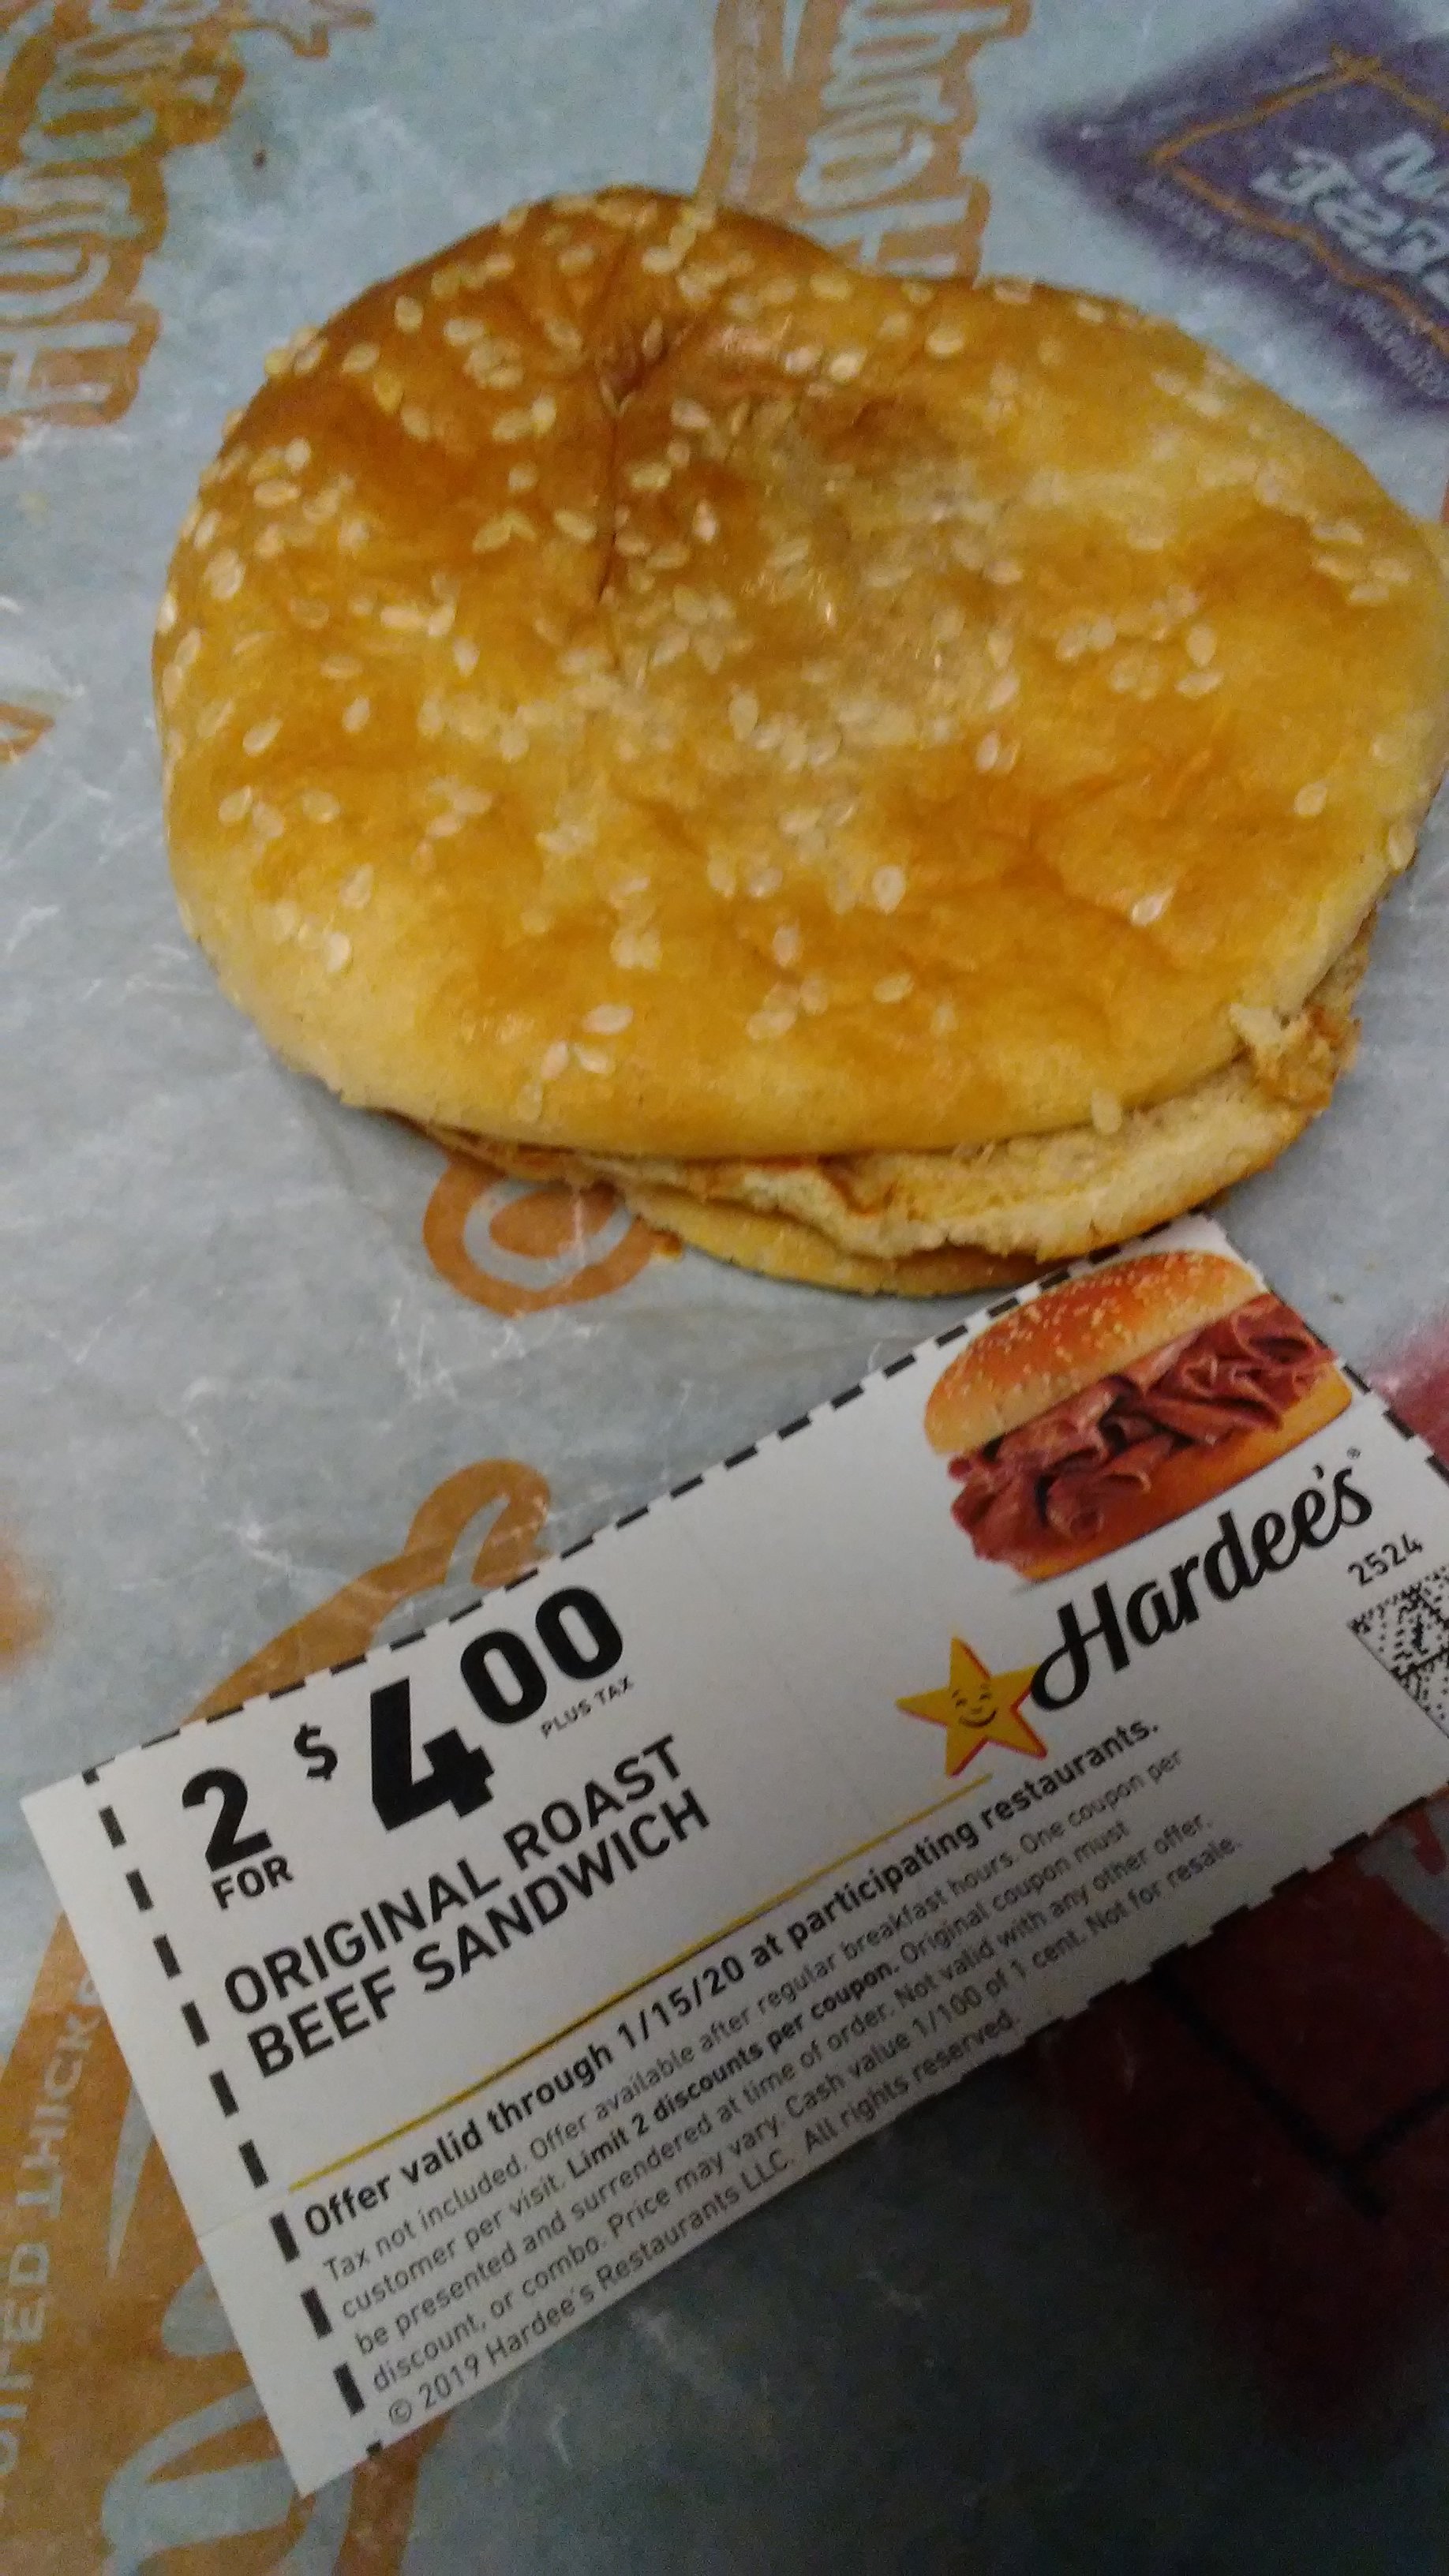 2 FOR $4.00
PLUS TAX
ORIGINAL ROAST
BEEF SANDWICH
Hardee's®
2524
Offer valid through 1/15/20 at participating restaurants.
Tax not included. Offer available after regular breakfast hours. One coupon per
customer per visit. Limit 2 discounts per coupon. Original coupon must
be presented and surrendered at time of order. Not valid with any other offer,
discount, or combo. Price may vary. Cash value 1/100 of 1 cent. Not for resale.
© 2019 Hardee's Restaurants LLC. All rights reserved.